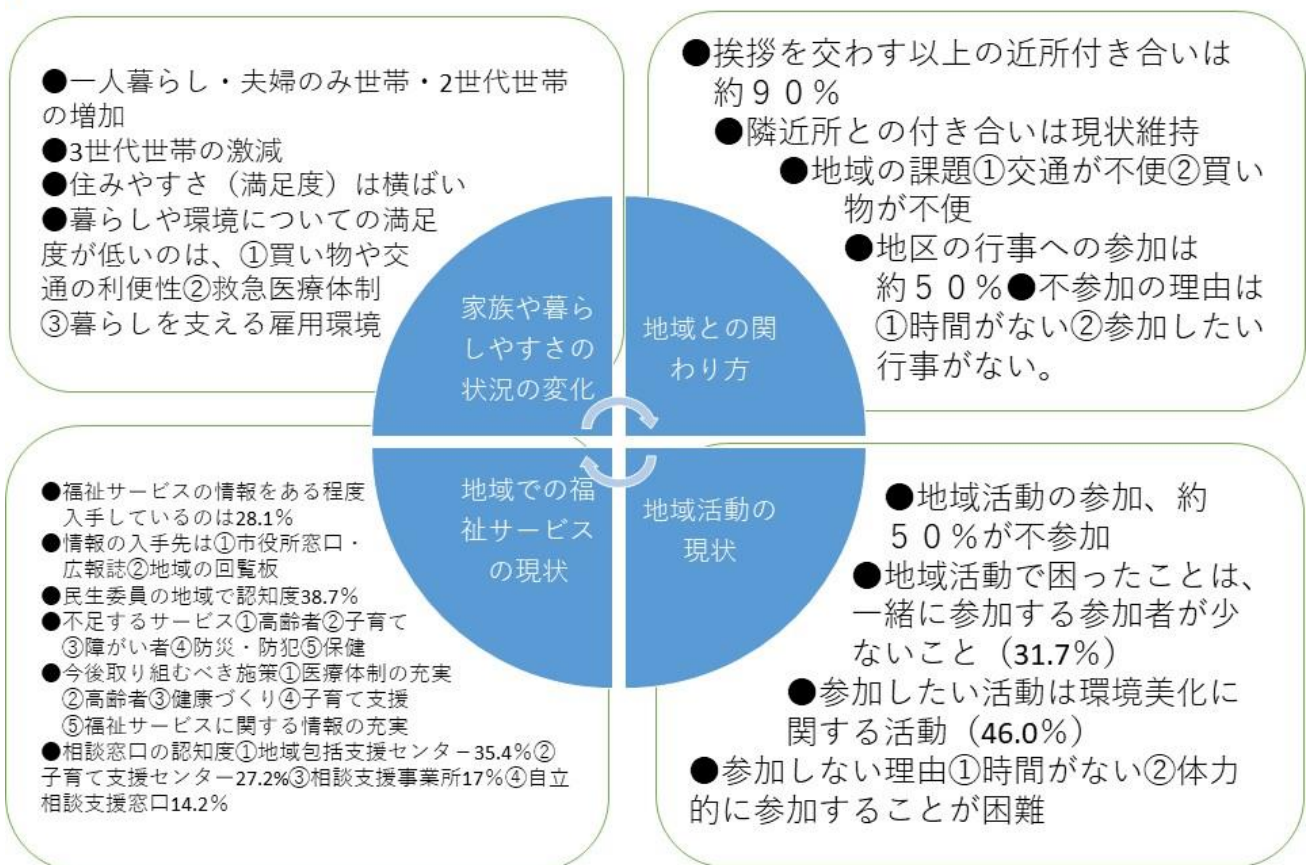 ●一人暮らし・夫婦のみ世帯・2世代世帯
の増加
●3世代世帯の激減
●住みやすさ（満足度）は横ばい
●暮らしや環境についての満足
度が低いのは、①買い物や交
通の利便性②救急医療体制
③暮らしを支える雇用環境
●挨拶を交わす以上の近所付き合いは
約９０％
●隣近所との付き合いは現状維持
●地域の課題①交通が不便②買い
物が不便
●地区の行事への参加は
約５０％●不参加の理由は
①時間がない②参加したい
行事がない。
家族や暮ら
しやすさの
状況の変化
地域との関
わり方
地域での福
祉サービス
の現状
地域活動の
現状
●福祉サービスの情報をある程度
入手しているのは28.1％
●情報の入手先は①市役所窓口・
広報誌②地域の回覧板
●民生委員の地域で認知度38.7％
●不足するサービス①高齢者②子育て
③障がい者④防災・防犯⑤保健
●今後取り組むべき施策①医療体制の充実
②高齢者③健康づくり④子育て支援
⑤福祉サービスに関する情報の充実
●相談窓口の認知度①地域包括支援センター35.4％②
子育て支援センター27.2％③相談支援事業所17％④自立
相談支援窓口14.2％
●地域活動の参加、約
５０％が不参加
●地域活動で困ったことは、
一緒に参加する参加者が少
ないこと（31.7％）
●参加したい活動は環境美化に
関する活動（46.0％）
●参加しない理由①時間がない②体力
的に参加することが困難